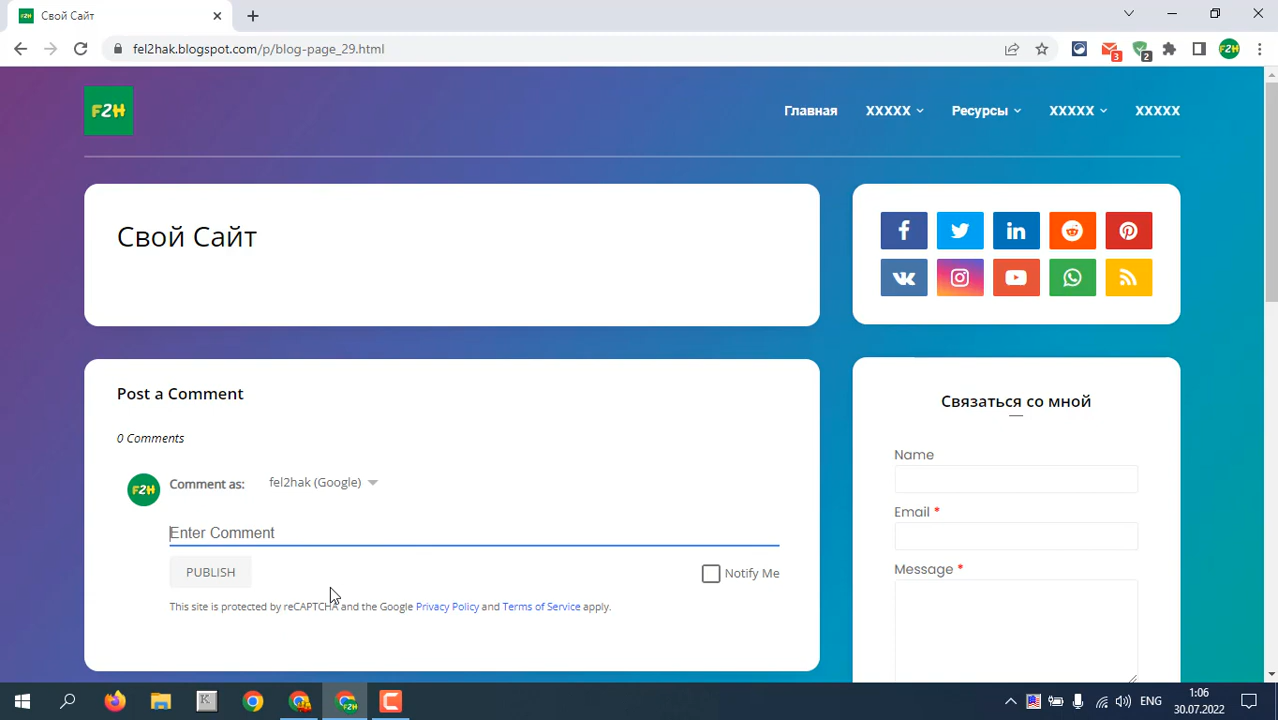 Свой Сайт
fel2hak.blogspot.com/p/blog-page_29.html
3
2
F2H
F2H
Главная
XXXXX
Ресурсы
XXXXX
XXXXX
Свой Сайт
Post a Comment
0 Comments
F2H
Comment as:
fel2hak (Google)
Enter Comment
PUBLISH
Notify Me
This site is protected by reCAPTCHA and the Google Privacy Policy and Terms of Service apply.
Связаться со мной
Name
Email *
Message *
ENG
1:06
30.07.2022